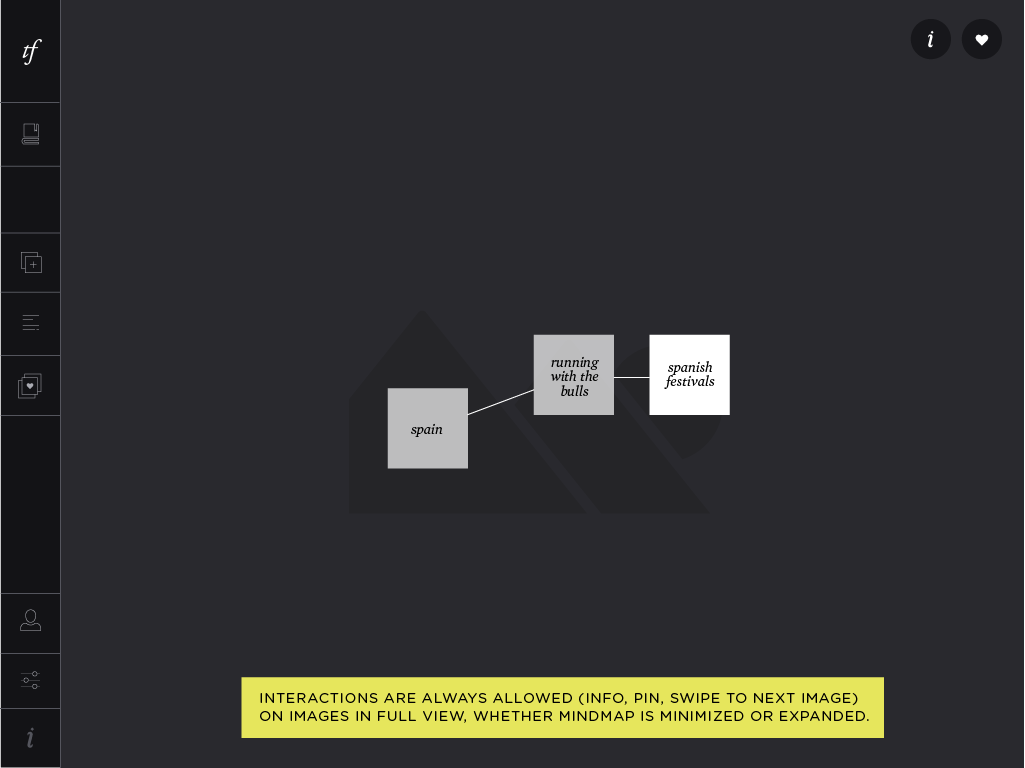 tf
i
spain
running
with the
bulls
spanish
festivals
INTERACTIONS ARE ALWAYS ALLOWED (INFO, PIN, SWIPE TO NEXT IMAGE)
ON IMAGES IN FULL VIEW, WHETHER MINDMAP IS MINIMIZED OR EXPANDED.
i